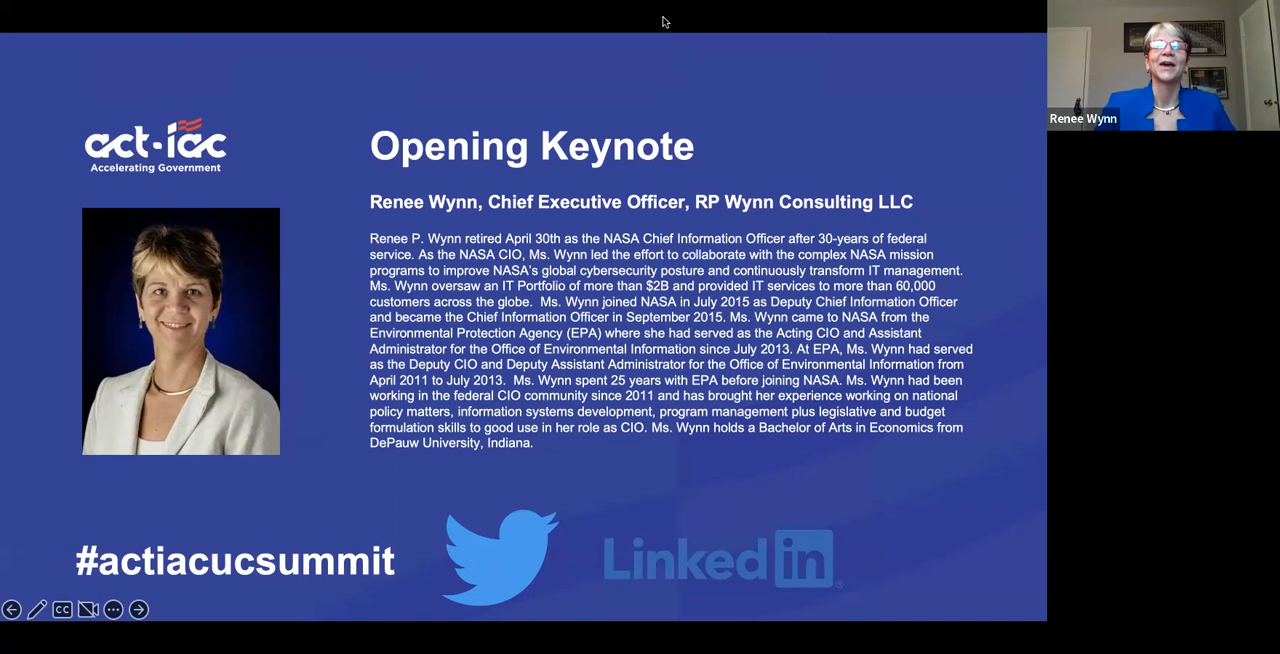 act-iac
Accelerating Government
Opening Keynote
Renee Wynn, Chief Executive Officer, RP Wynn Consulting LLC
Renee P. Wynn retired April 30th as the NASA Chief Information Officer after 30-years of federal
service. As the NASA CIO, Ms. Wynn led the effort to collaborate with the complex NASA mission
programs to improve NASA's global cybersecurity posture and continuously transform IT management.
Ms. Wynn oversaw an IT Portfolio of more than $2B and provided IT services to more than 60,000
customers across the globe.  Ms. Wynn joined NASA in July 2015 as Deputy Chief Information Officer
and became the Chief Information Officer in September 2015. Ms. Wynn came to NASA from the
Environmental Protection Agency (EPA) where she had served as the Acting CIO and Assistant
Administrator for the Office of Environmental Information since July 2013. At EPA, Ms. Wynn had served
as the Deputy CIO and Deputy Assistant Administrator for the Office of Environmental Information from
April 2011 to July 2013.  Ms. Wynn spent 25 years with EPA before joining NASA. Ms. Wynn had been
working in the federal CIO community since 2011 and has brought her experience working on national
policy matters, information systems development, program management plus legislative and budget
formulation skills to good use in her role as CIO. Ms. Wynn holds a Bachelor of Arts in Economics from
DePauw University, Indiana.
#actiacucsummit
Linked in®
CC
Renee Wynn